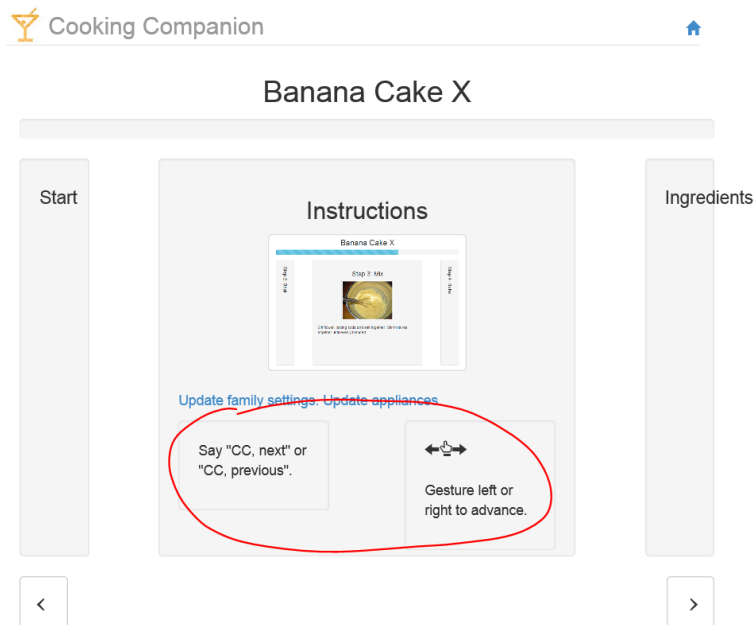 Cooking Companion
Banana Cake X
Start
Instructions
Ingredients
Banana Cake X
Step 3: Mix
Update family settings. Update appliances
Say "CC, next" or
"CC, previous".
Gesture left or
right to advance.